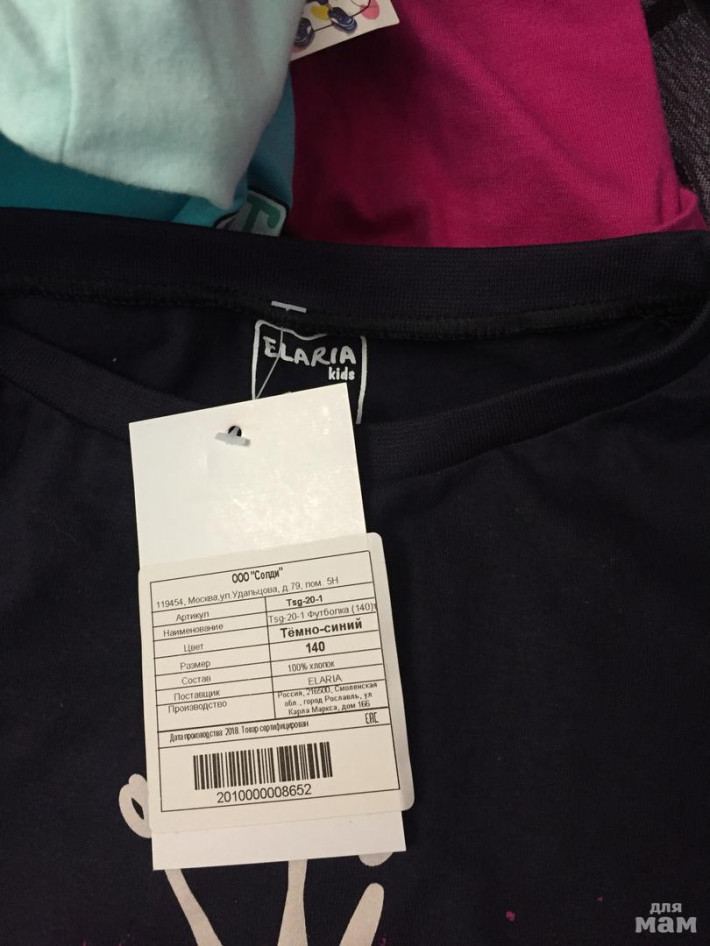 ELARIA
kids
ООО "Солди"
119454, Москва,ул.Удальцова, д.79, пом. 5Н
Артикул Tsg-20-1
Наименование Tsg-20-1 Футболка (140)т
Цвет Тёмно-синий
Размер 140
Состав 100% хлопок
Поставщик ELARIA
Производство Россия, 216500, Смоленская
обл., город Рославль, ул
Карла Маркса, дом 166
Дата производства: 2018. Товар сертифицирован EAC
2010000008652
для
мам